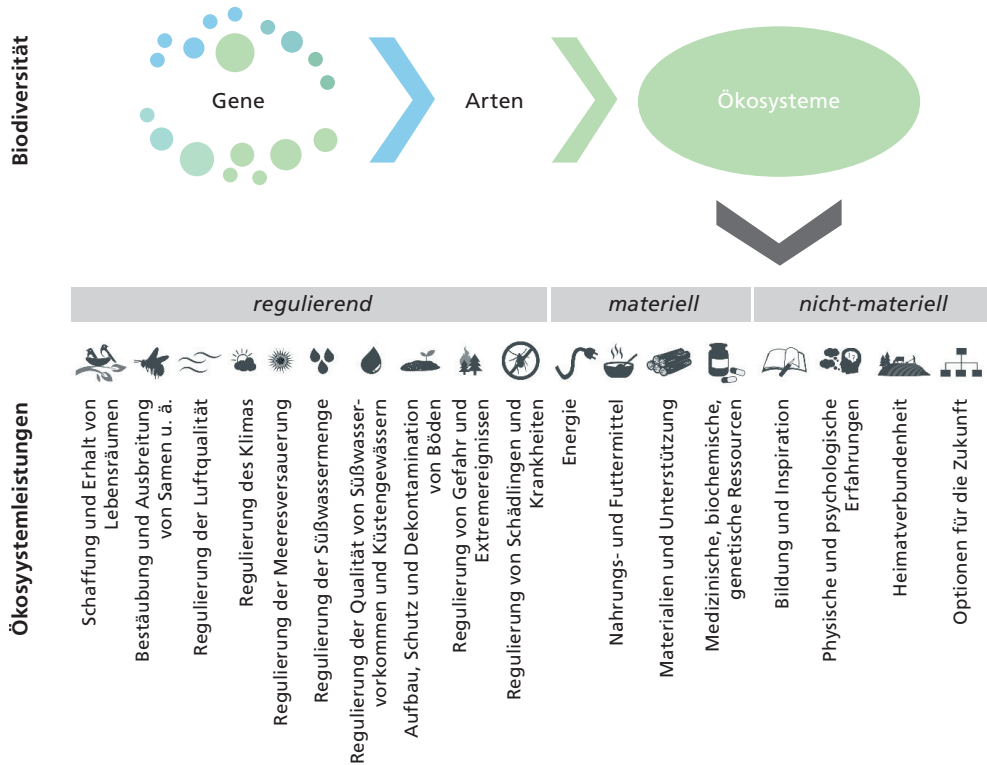 Biodiversität
Gene
Arten
Ökosysteme
regulierend
materiell
nicht-materiell
Ökosyystemleistungen
Schaffung und Erhalt von
Lebensräumen
Bestäubung und Ausbreitung
von Samen u. ä.
Regulierung der Luftqualität
Regulierung des Klimas
Regulierung der Meeresversauerung
Regulierung der Süßwassermenge
Regulierung der Qualität von Süßwasser-
vorkommen und Küstengewässern
Aufbau, Schutz und Dekontamination
von Böden
Regulierung von Gefahr und
Extremereignissen
Regulierung von Schädlingen und
Krankheiten
Energie
Nahrungs- und Futtermittel
Materialien und Unterstützung
Medizinische, biochemische,
genetische Ressourcen
Bildung und Inspiration
Physische und psychologische
Erfahrungen
Heimatverbundenheit
Optionen für die Zukunft